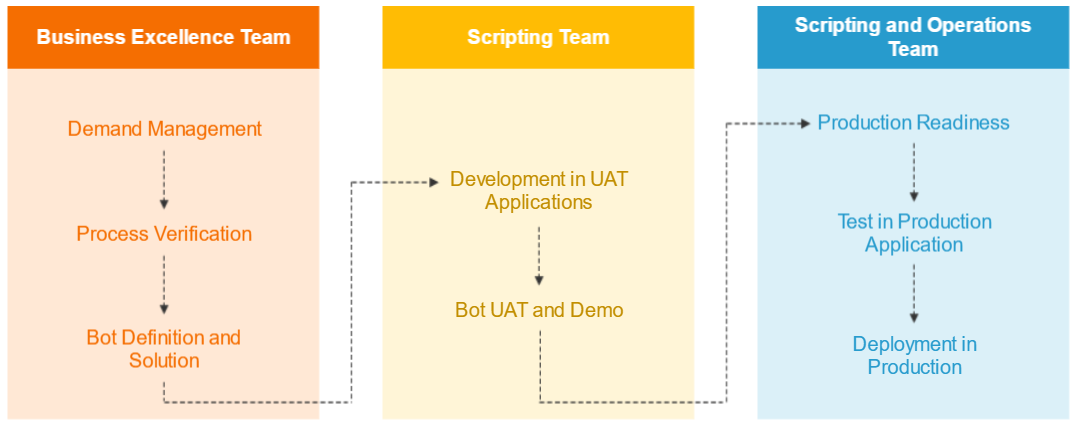 Business Excellence Team
Demand Management
Process Verification
Bot Definition and
Solution
Scripting Team
Development in UAT
Applications
Bot UAT and Demo
Scripting and Operations
Team
Production Readiness
Test in Production
Application
Deployment in
Production